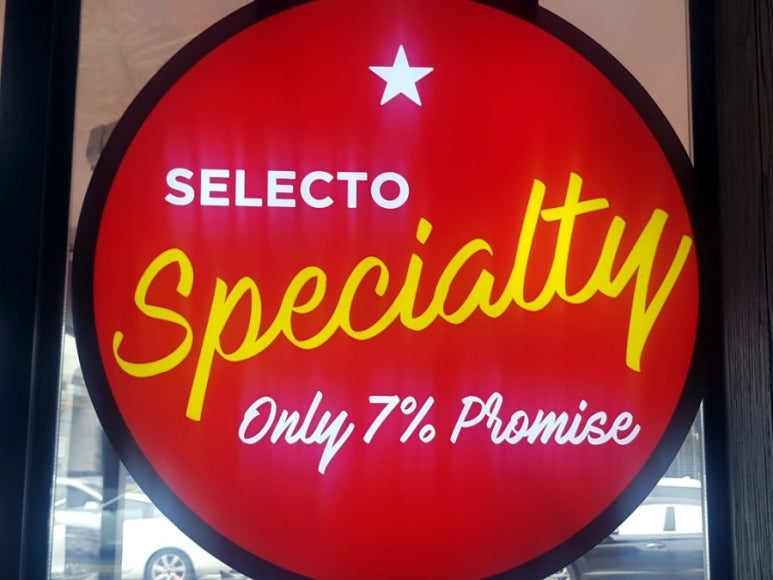 SELECTO
Specialty
Only 7% Promise